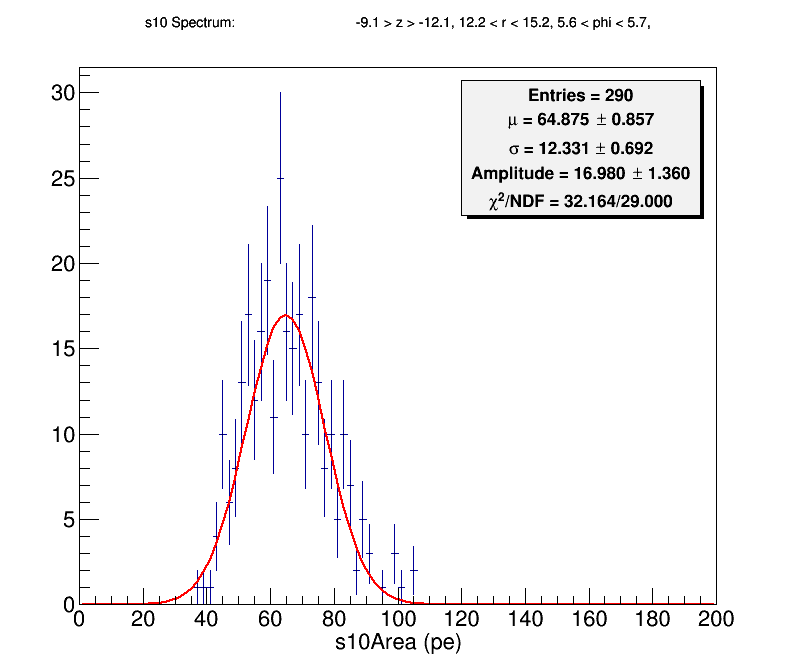 s10 Spectrum: -9.1 > z > -12.1, 12.2 < r < 15.2, 5.6 < phi < 5.7,
Entries = 290
μ = 64.875 ± 0.857
σ = 12.331 ± 0.692
Amplitude = 16.980 ± 1.360
χ²/NDF = 32.164/29.000
30
25
20
15
10
5
0
0 20 40 60 80 100 120 140 160 180 200
s10Area (pe)